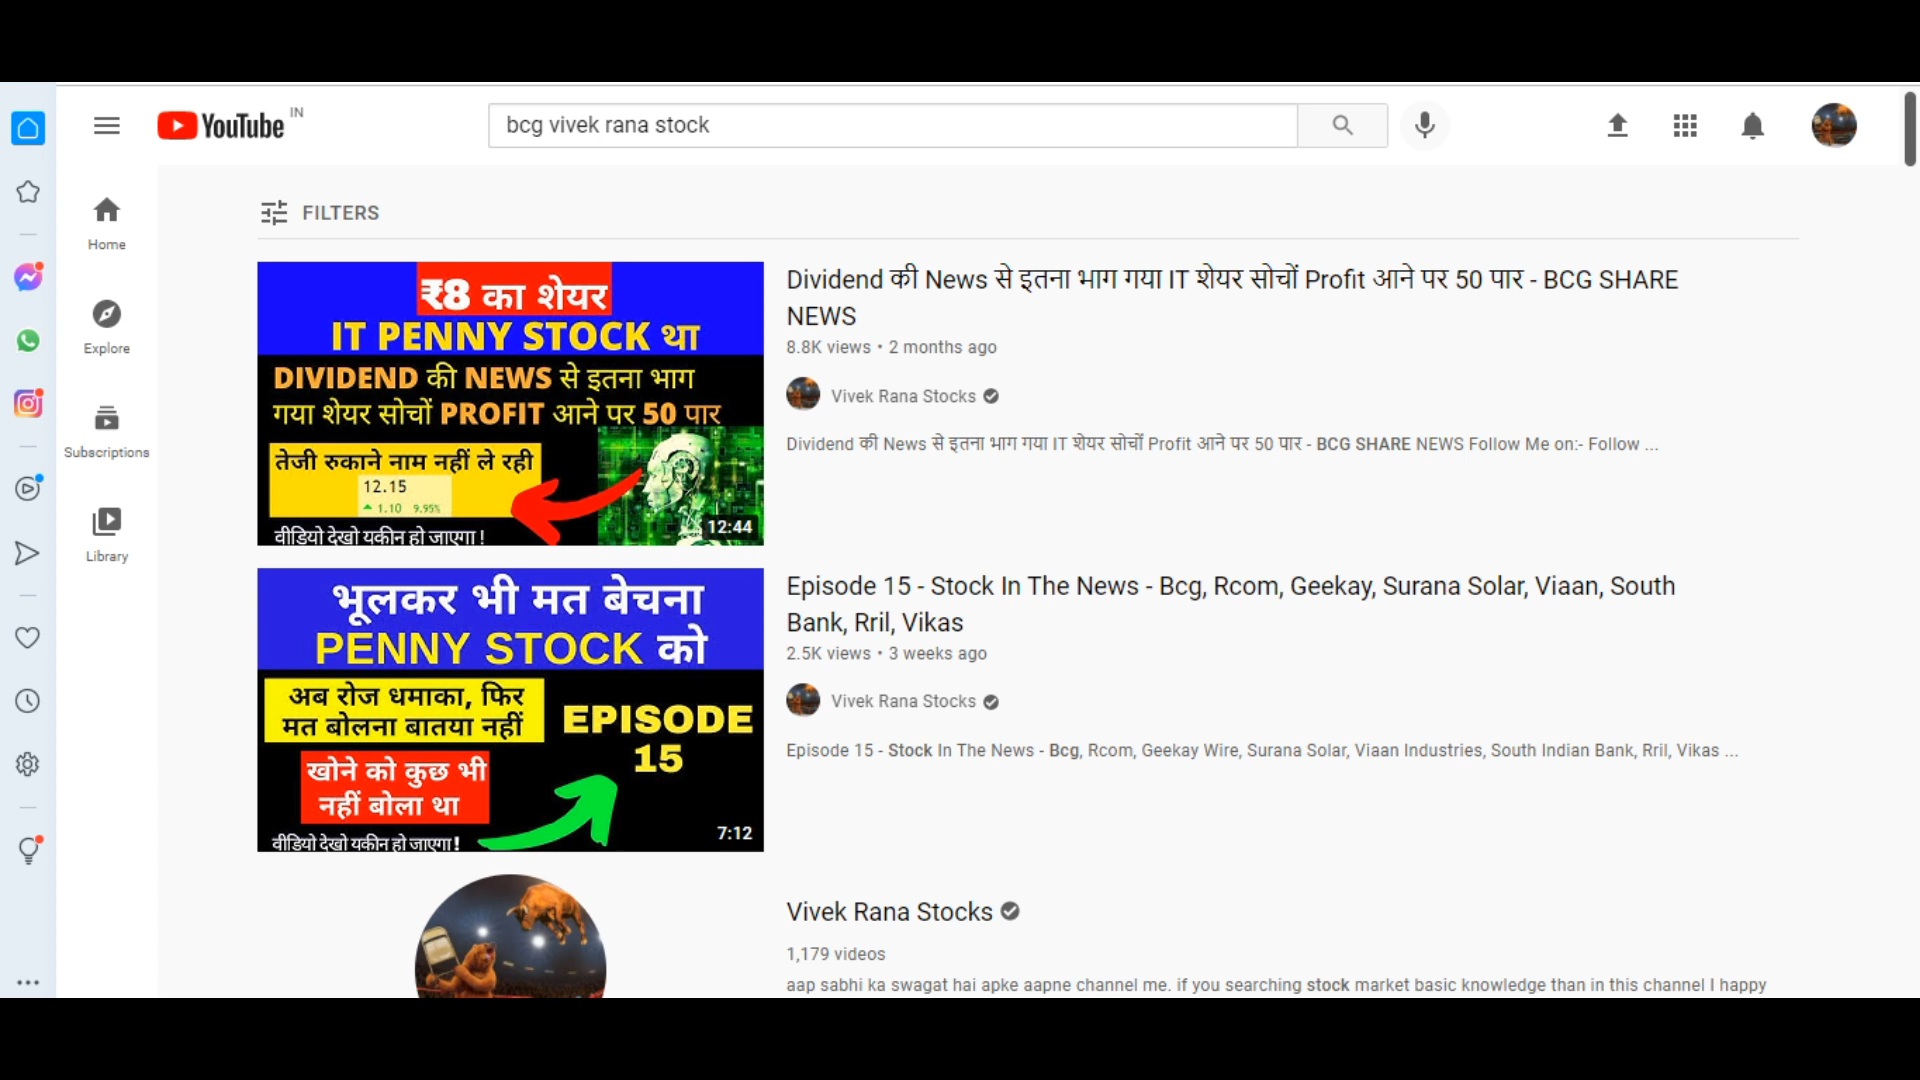 YouTube IN
bcg vivek rana stock
Home
Explore
Subscriptions
Library
FILTERS
₹8 का शेयर
IT PENNY STOCK था
DIVIDEND की NEWS से इतना भाग
गया शेयर सोचों PROFIT आने पर 50 पार
तेजी रुकाने नाम नहीं ले रही
12.15
1.10 9.95%
वीडियो देखो यकीन हो जाएगा !
12:44
Dividend की News से इतना भाग गया IT शेयर सोचों Profit आने पर 50 पार - BCG SHARE
NEWS
8.8K views • 2 months ago
Vivek Rana Stocks
Dividend की News से इतना भाग गया IT शेयर सोचों Profit आने पर 50 पार - BCG SHARE NEWS Follow Me on:- Follow ...
भूलकर भी मत बेचना
PENNY STOCK को
अब रोज धमाका, फिर
मत बोलना बातया नहीं
खोने को कुछ भी
नहीं बोला था
EPISODE
15
वीडियो देखो यकीन हो जाएगा !
7:12
Episode 15 - Stock In The News - Bcg, Rcom, Geekay, Surana Solar, Viaan, South
Bank, Rril, Vikas
2.5K views • 3 weeks ago
Vivek Rana Stocks
Episode 15 - Stock In The News - Bcg, Rcom, Geekay Wire, Surana Solar, Viaan Industries, South Indian Bank, Rril, Vikas ...
Vivek Rana Stocks
1,179 videos
aap sabhi ka swagat hai apke aapne channel me. if you searching stock market basic knowledge than in this channel I happy